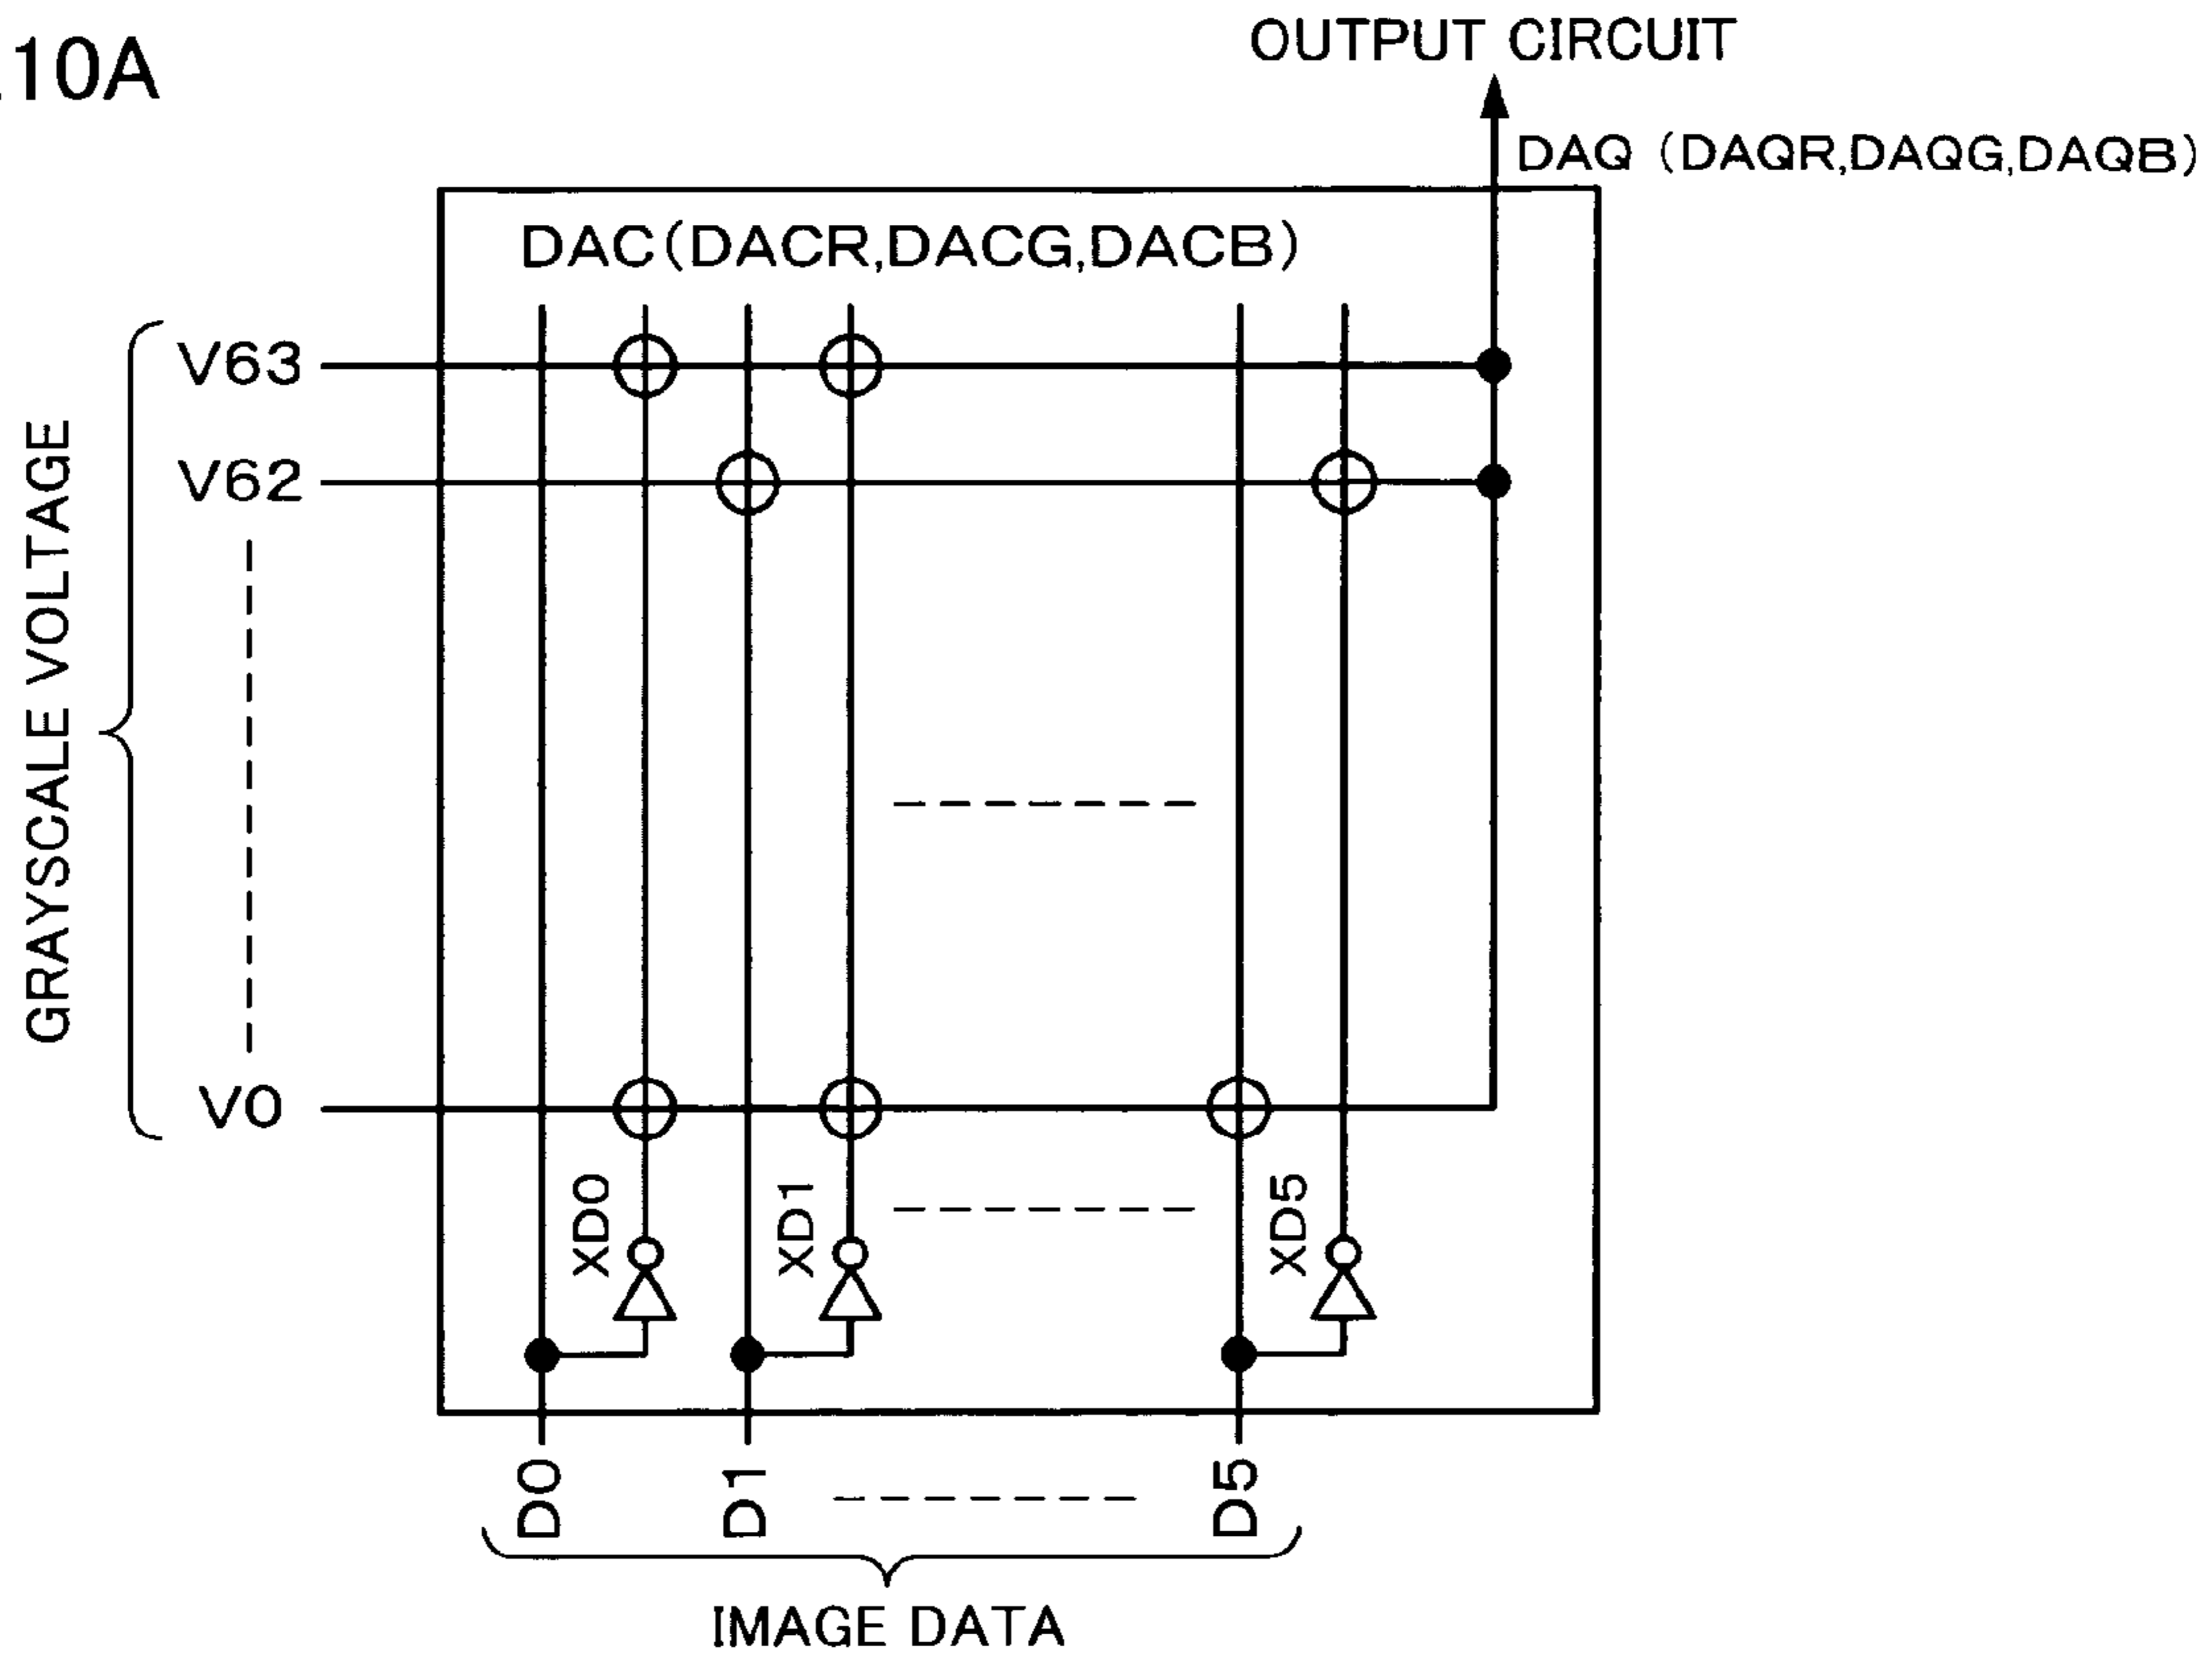 .10A
OUTPUT CIRCUIT
DAQ (DAQR,DAQG,DAQB)
DAC(DACR,DACG,DACB)
GRAYSCALE VOLTAGE
V63
V62
V0
XD0
XD1
XD5
D0
D1
D5
IMAGE DATA